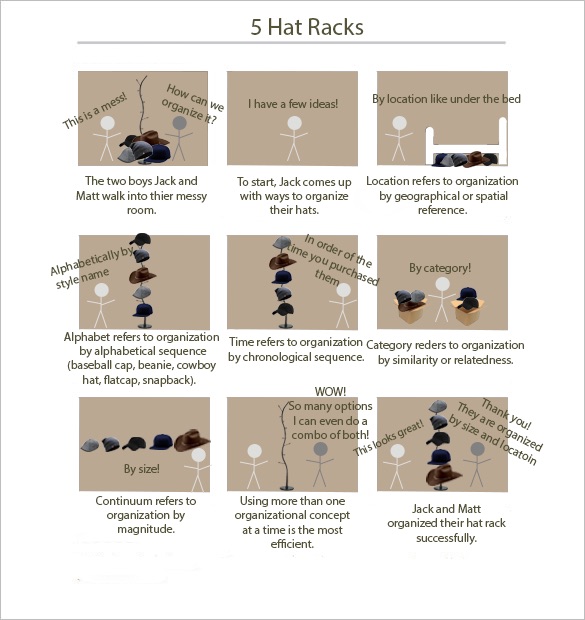 5 Hat Racks
This is a mess!
How can we
organize it?
The two boys Jack and
Matt walk into thier messy
room.
I have a few ideas!
To start, Jack comes up
with ways to organize
their hats.
By location like under the bed
Location refers to organization
by geographical or spatial
reference.
Alphabetically by
style name
Alphabet refers to organization
by alphabetical sequence
(baseball cap, beanie, cowboy
hat, flatcap, snapback).
In order of the
time you purchased
them
Time refers to organization
by chronological sequence.
By category!
Category reders to organization
by similarity or relatedness.
By size!
Continuum refers to
organization by
magnitude.
WOW!
So many options
I can even do a
combo of both!
Using more than one
organizational concept
at a time is the most
efficient.
This looks great!
Thank you!
They are organized
by size and locatoin
Jack and Matt
organized their hat rack
successfully.